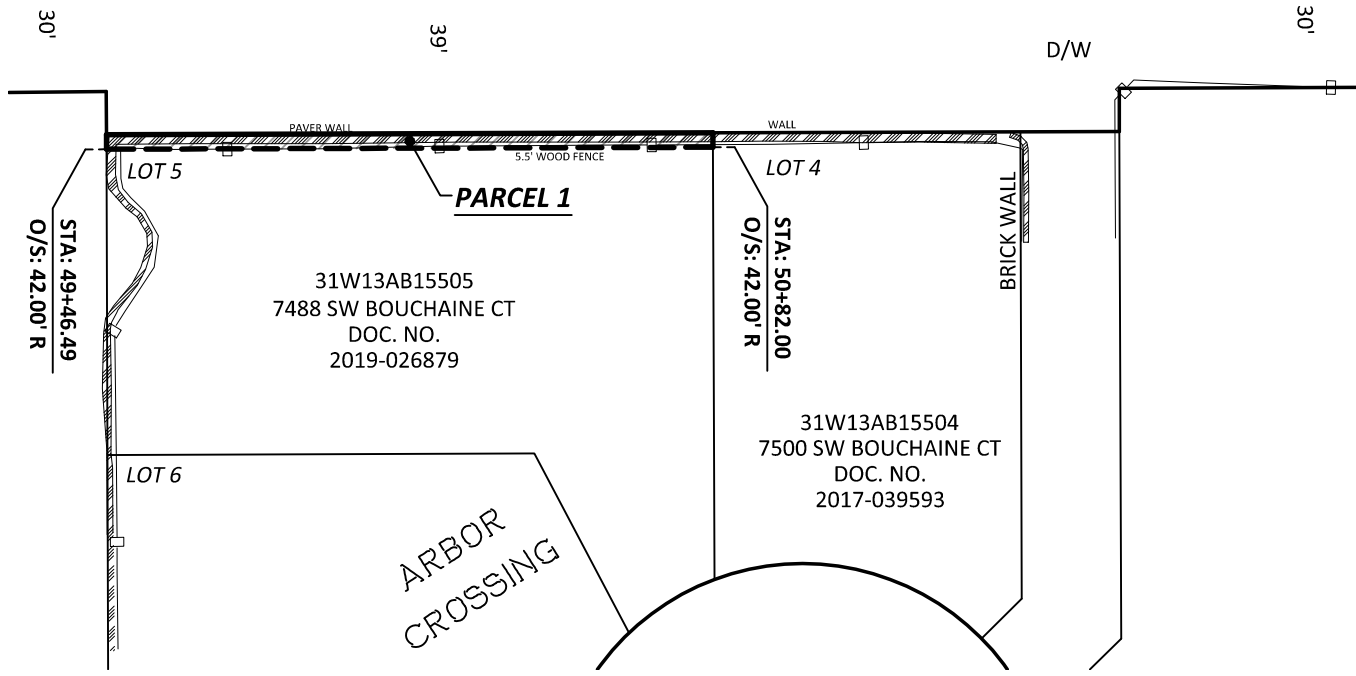 30'
39'
30'
D/W
PAVER WALL
WALL
5.5' WOOD FENCE
LOT 5
LOT 4
PARCEL 1
BRICK WALL
STA: 49+46.49
O/S: 42.00' R
STA: 50+82.00
O/S: 42.00' R
31W13AB15505
7488 SW BOUCHAINE CT
DOC. NO.
2019-026879
31W13AB15504
7500 SW BOUCHAINE CT
DOC. NO.
2017-039593
LOT 6
ARBOR
CROSSING